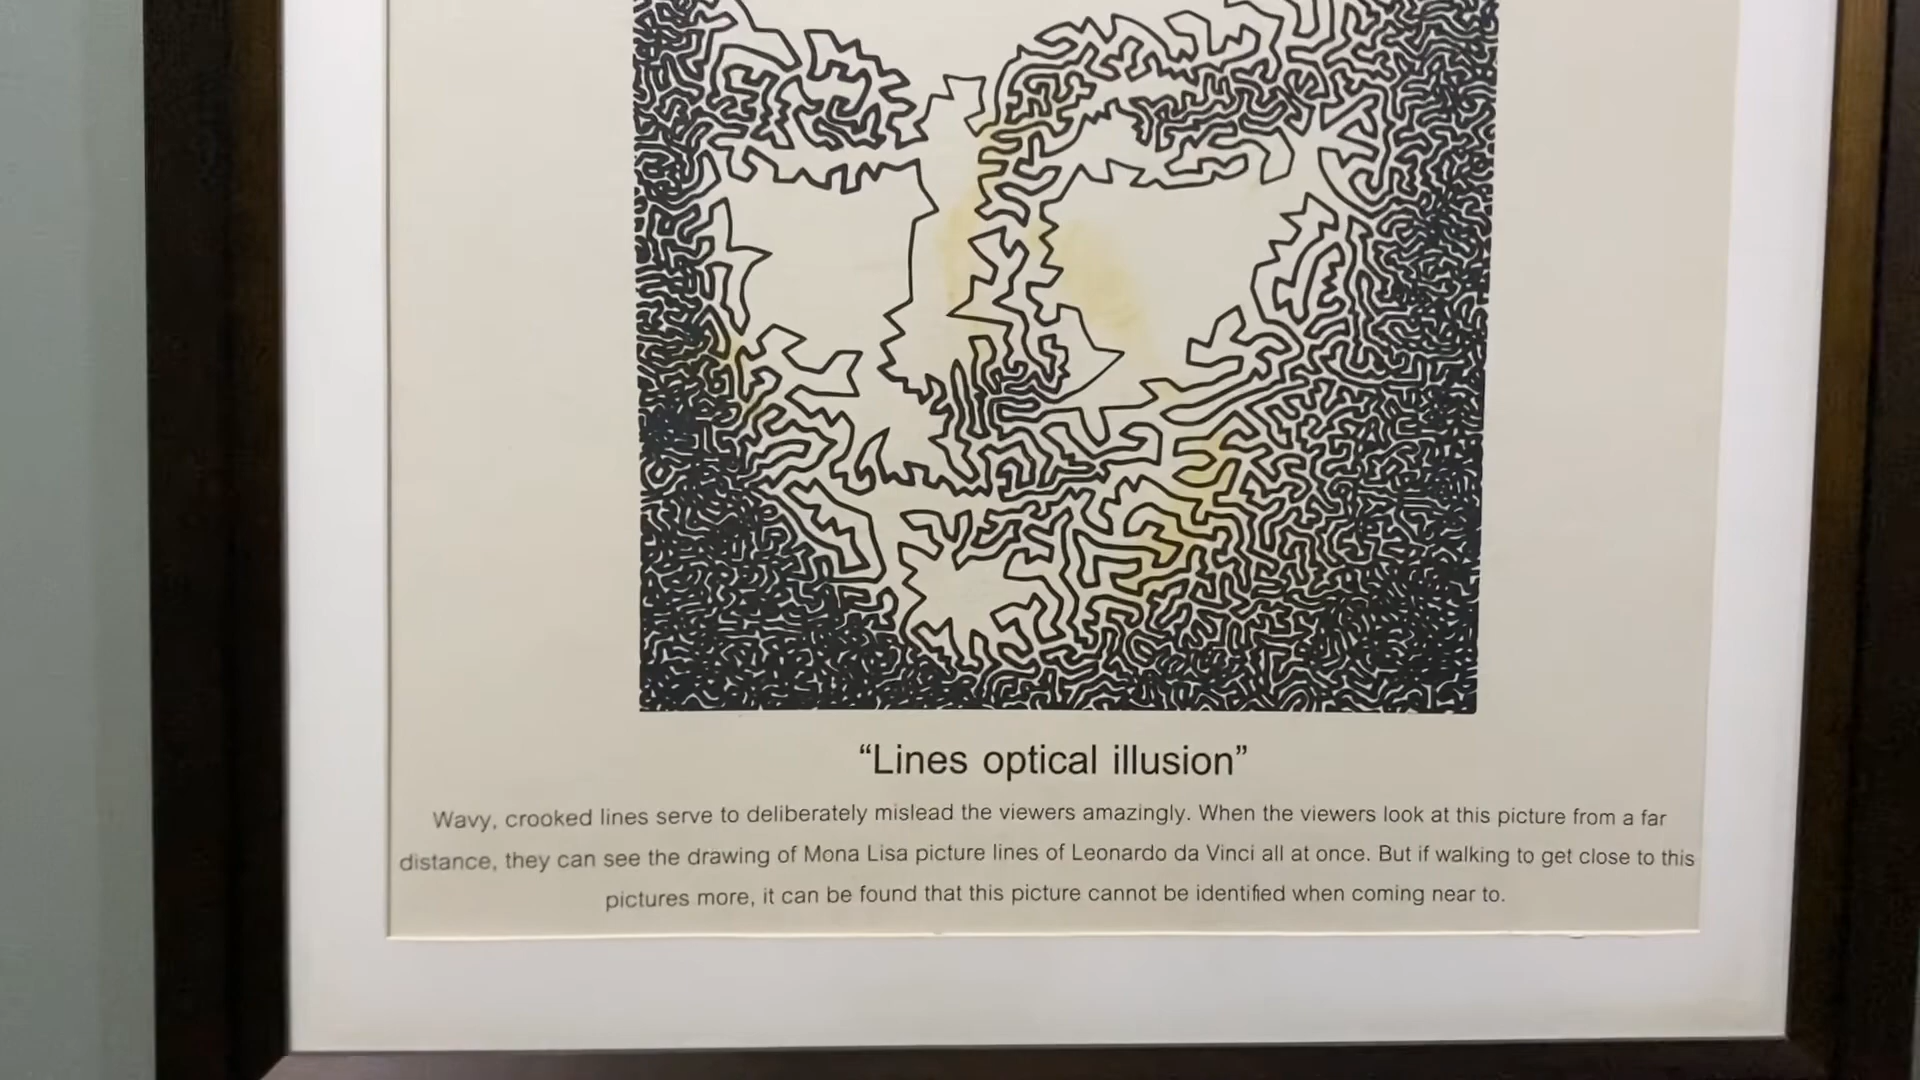 “Lines optical illusion”
Wavy, crooked lines serve to deliberately mislead the viewers amazingly. When the viewers look at this picture from a far
distance, they can see the drawing of Mona Lisa picture lines of Leonardo da Vinci all at once. But if walking to get close to this
pictures more, it can be found that this picture cannot be identified when coming near to.